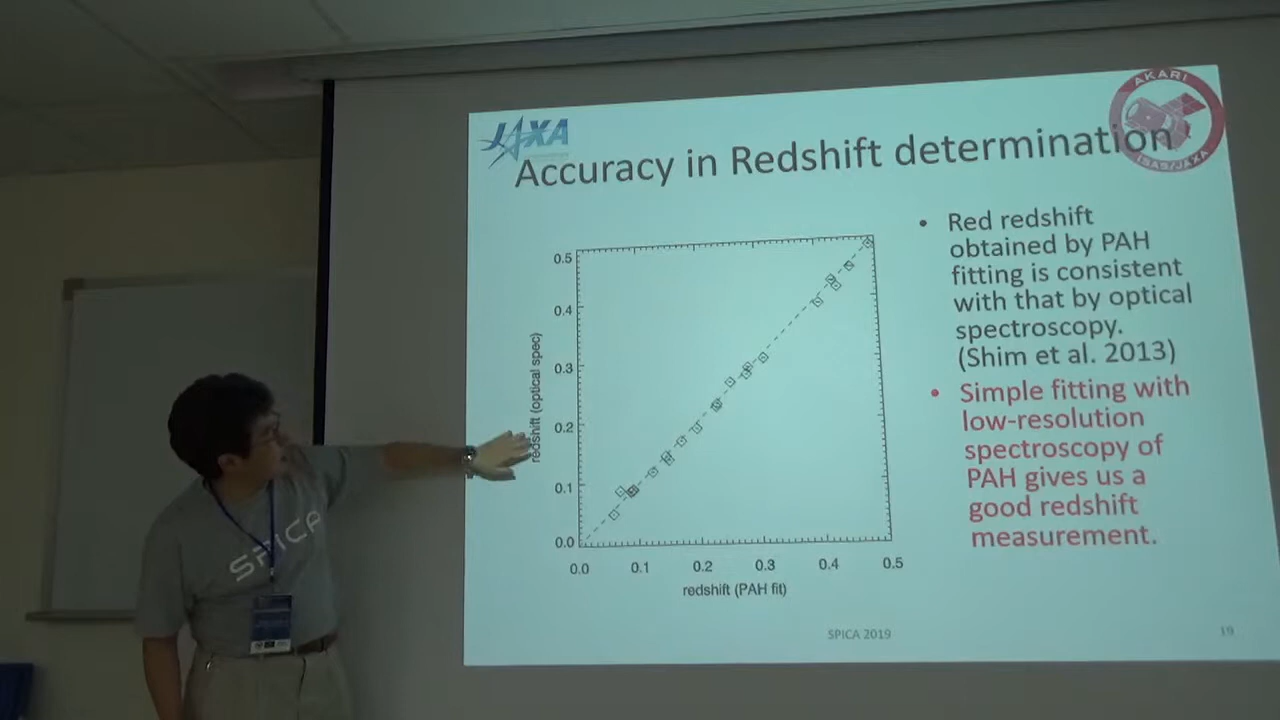 JAXA
AKARI
ISAS/JAXA
Accuracy in Redshift determination
• Red redshift
obtained by PAH
fitting is consistent
with that by optical
spectroscopy.
(Shim et al. 2013)
• Simple fitting with
low-resolution
spectroscopy of
PAH gives us a
good redshift
measurement.
redshift (optical spec)
0.5
0.4
0.3
0.2
0.1
0.0
0.0 0.1 0.2 0.3 0.4 0.5
redshift (PAH fit)
SPICA 2019
19
SPICA